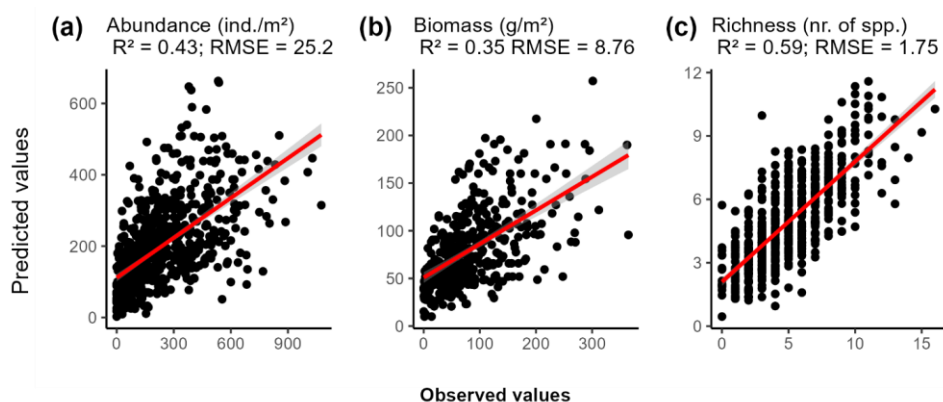 (a) Abundance (ind./m²)
R² = 0.43; RMSE = 25.2
(b) Biomass (g/m²)
R² = 0.35 RMSE = 8.76
(c) Richness (nr. of spp.)
R² = 0.59; RMSE = 1.75
Predicted values
600
400
200
0
0 300 600 900
250
200
150
100
50
0
0 100 200 300
12
9
6
3
0
0 5 10 15
Observed values